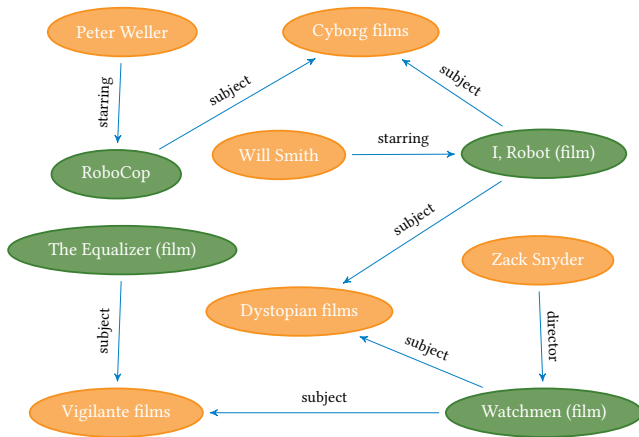 Peter Weller
Cyborg films
starring
subject
subject
RoboCop
Will Smith
starring
I, Robot (film)
subject
The Equalizer (film)
Zack Snyder
subject
Dystopian films
director
subject
Vigilante films
subject
Watchmen (film)